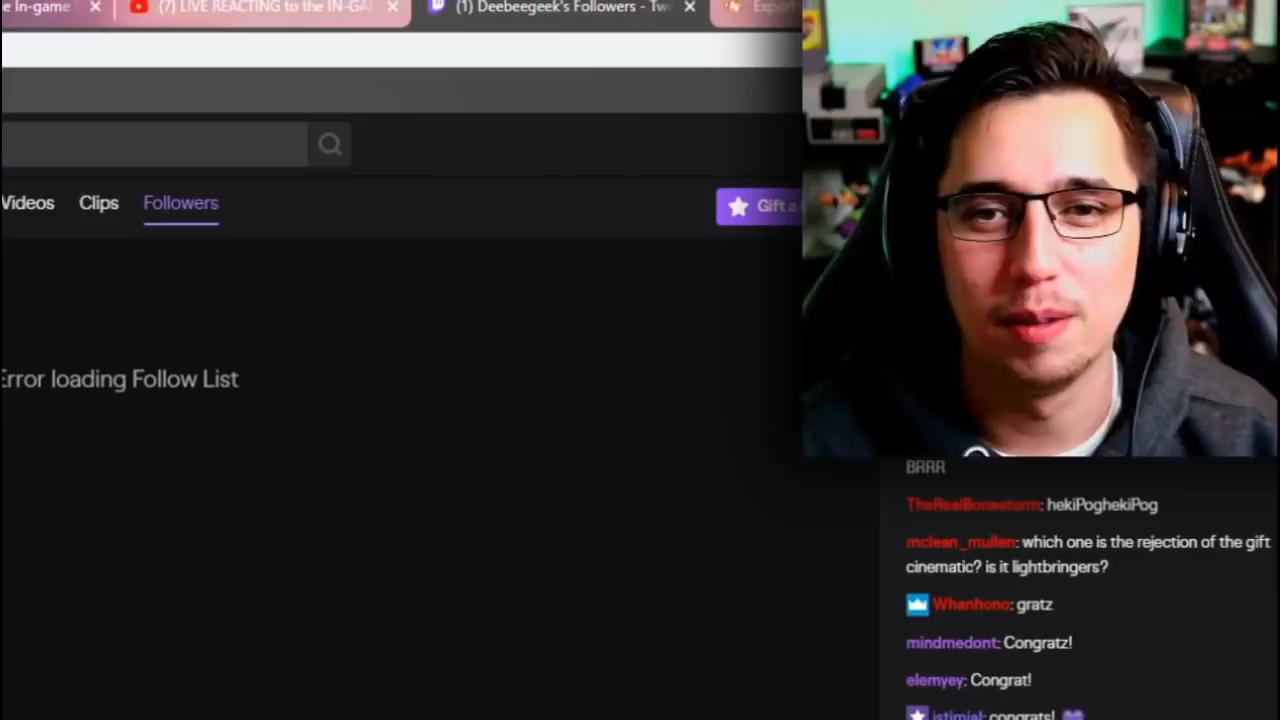 e In-game
(7) LIVE REACTING to the IN-GA
(1) Deebeegeek's Followers - Tw
Export
Videos
Clips
Followers
Gift a
Error loading Follow List
BRRR
TheRealBonestorm: hekiPoghekiPog
mclean_mullen: which one is the rejection of the gift
cinematic? is it lightbringers?
Whanhono: gratz
mindmedont: Congratz!
elemyey: Congrat!
istimial: congrats!